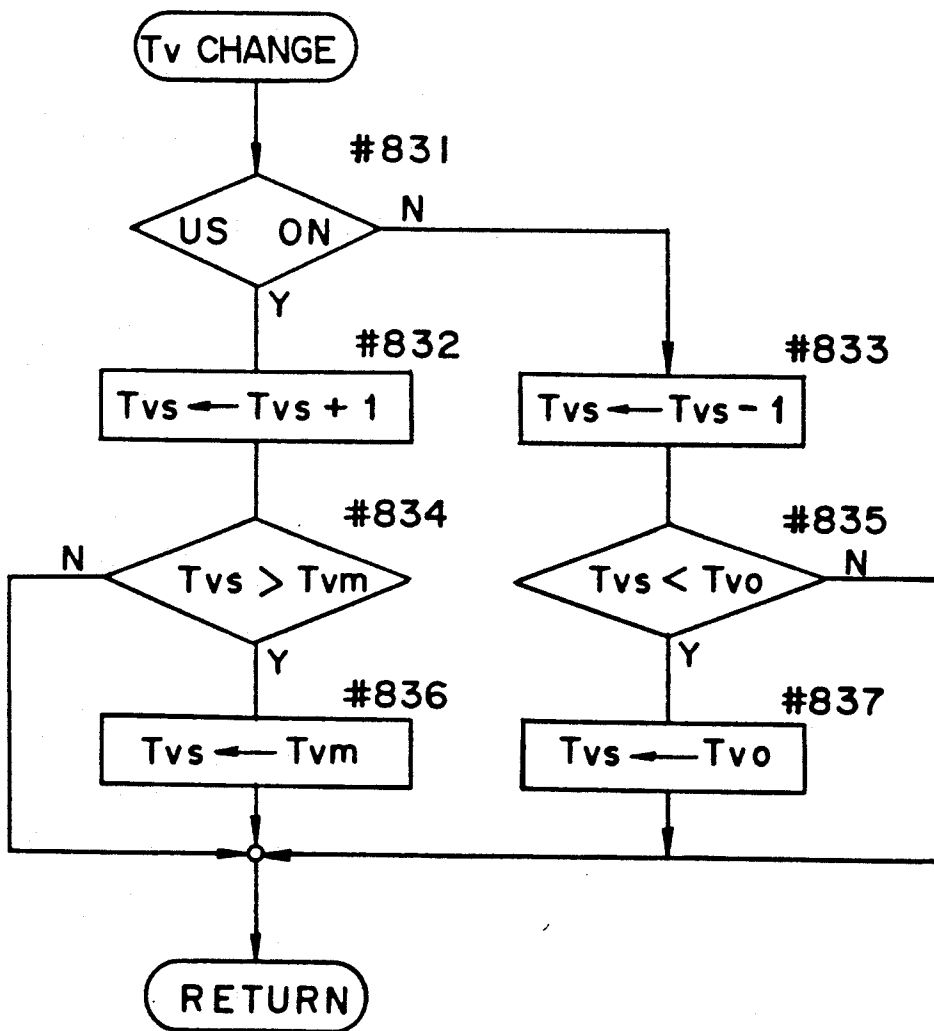 Tv CHANGE
#831
US ON
N
Y
#832
#833
Tvs ← Tvs + 1
Tvs ← Tvs - 1
#834
#835
N
Tvs > Tvm
Tvs < Tvo
N
Y
Y
#836
#837
Tvs ← Tvm
Tvs ← Tvo
RETURN